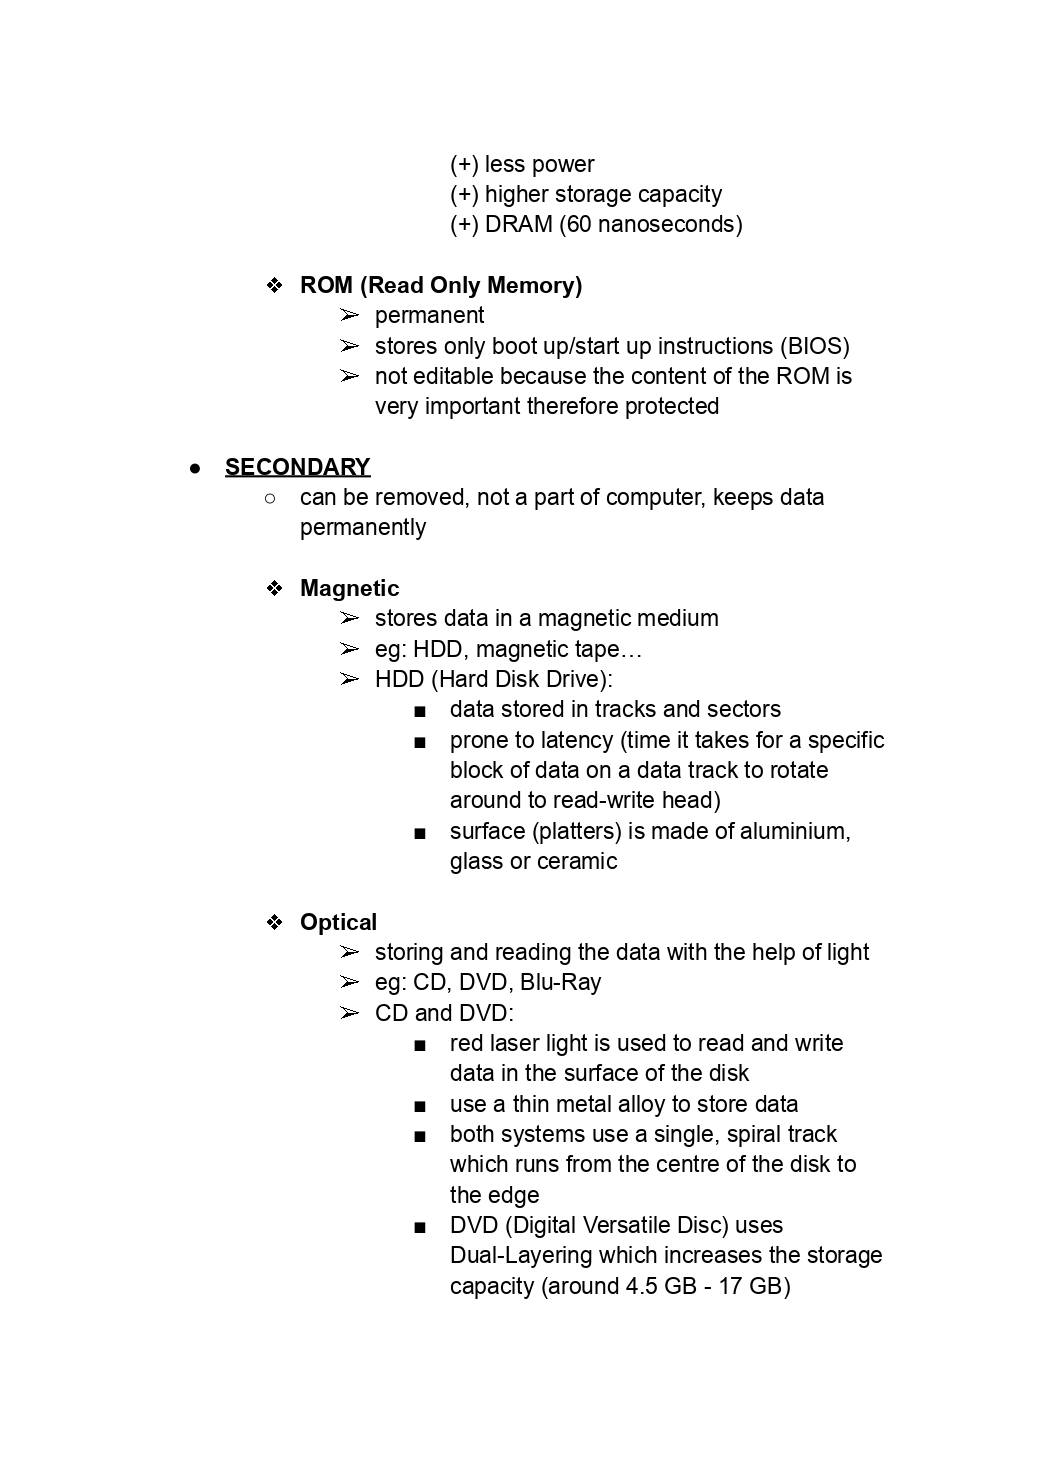 (+) less power
(+) higher storage capacity
(+) DRAM (60 nanoseconds)
❖ ROM (Read Only Memory)
➢ permanent
➢ stores only boot up/start up instructions (BIOS)
➢ not editable because the content of the ROM is
very important therefore protected
● SECONDARY
○ can be removed, not a part of computer, keeps data
permanently
❖ Magnetic
➢ stores data in a magnetic medium
➢ eg: HDD, magnetic tape…
➢ HDD (Hard Disk Drive):
■ data stored in tracks and sectors
■ prone to latency (time it takes for a specific
block of data on a data track to rotate
around to read-write head)
■ surface (platters) is made of aluminium,
glass or ceramic
❖ Optical
➢ storing and reading the data with the help of light
➢ eg: CD, DVD, Blu-Ray
➢ CD and DVD:
■ red laser light is used to read and write
data in the surface of the disk
■ use a thin metal alloy to store data
■ both systems use a single, spiral track
which runs from the centre of the disk to
the edge
■ DVD (Digital Versatile Disc) uses
Dual-Layering which increases the storage
capacity (around 4.5 GB - 17 GB)